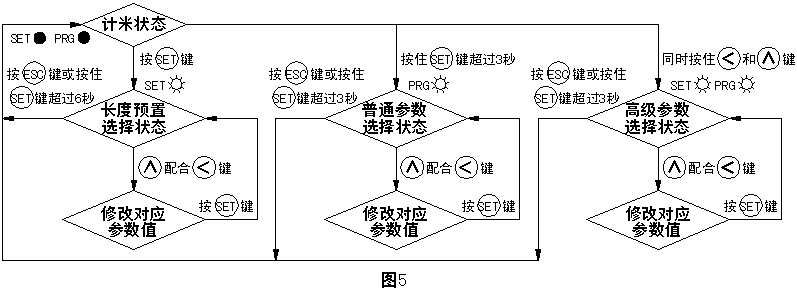 计米状态
SET● PRG●
按SET键
按住SET键超过3秒
同时按住<和∧键
按ESC键或按住
SET键超过6秒
SET
长度预置
选择状态
按ESC键或按住
SET键超过3秒
PRG
普通参数
选择状态
按ESC键或按住
SET键超过3秒
SET PRG
高级参数
选择状态
∧配合<键
∧配合<键
∧配合<键
修改对应
参数值
按SET键
修改对应
参数值
按SET键
修改对应
参数值
按SET键
图5